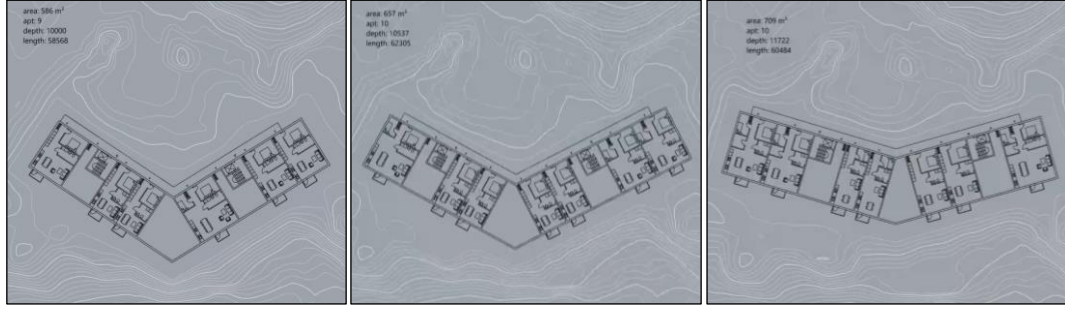 area: 586 m²
apt: 9
depth: 10000
length: 58568
area: 657 m²
apt: 10
depth: 10537
length: 62305
area: 709 m²
apt: 10
depth: 11722
length: 60484